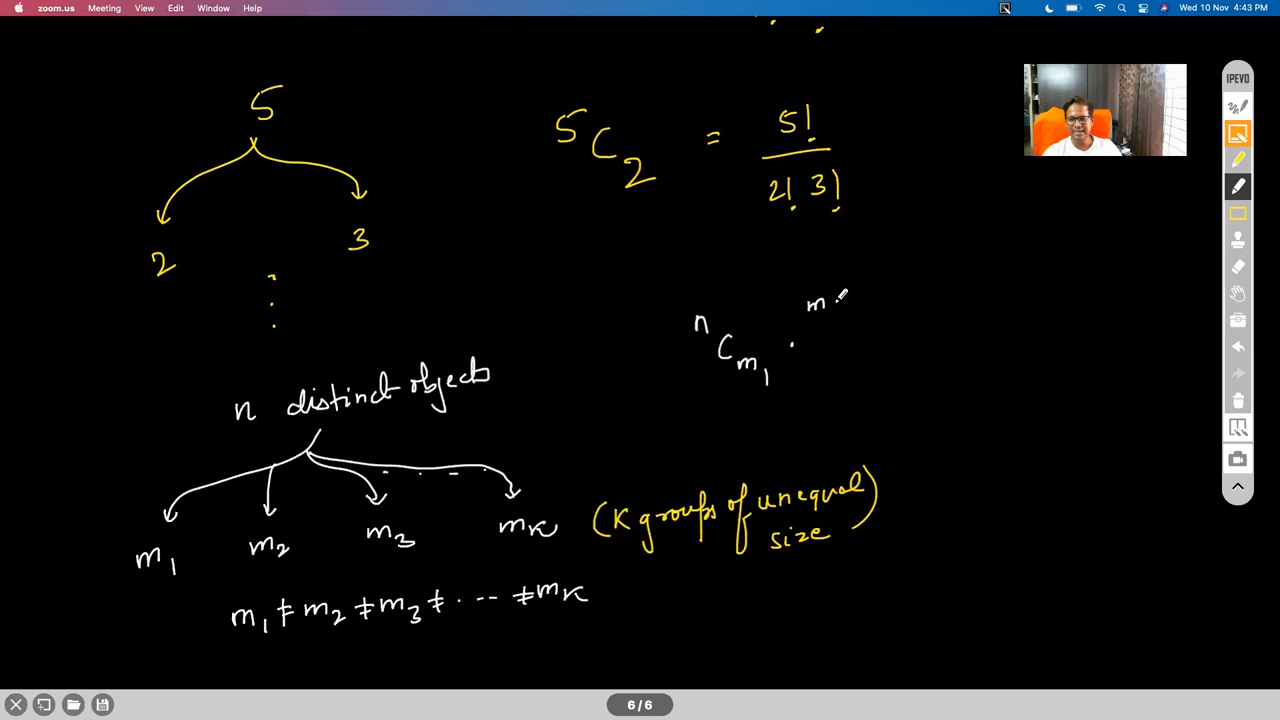 zoom.us Meeting View Edit Window Help Wed 10 Nov 4:43 PM
IPEVO
5
2 3
⁵C₂ = 5! / 2! 3!
ⁿC_m₁ · m
n distinct objects
m₁ m₂ m₃ mK
(K groups of unequal size)
m₁ ≠ m₂ ≠ m₃ ≠ · -- ≠ mK
6 / 6